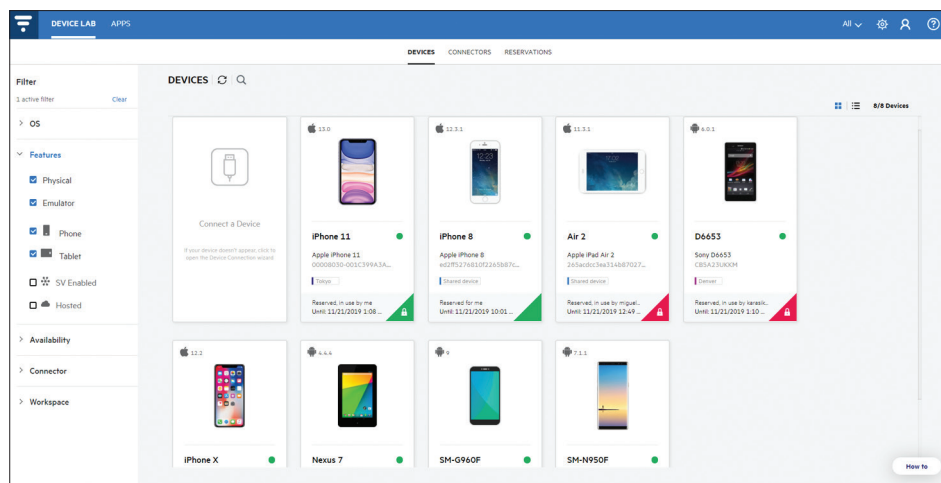 DEVICE LAB APPS All
DEVICES CONNECTORS RESERVATIONS
Filter
1 active filter Clear
> OS
Features
Physical
Emulator
Phone
Tablet
SV Enabled
Hosted
> Availability
> Connector
> Workspace
DEVICES
8/8 Devices
Connect a Device
If your device doesn't appear, click to
open the Device Connection wizard
13.0
iPhone 11
Apple iPhone 11
00008030-001C399A3A...
Tokyo
Reserved, in use by me
Until: 11/21/2019 1:08 ...
12.3.1
iPhone 8
Apple iPhone 8
ed2ff5276810f2265b87c...
Shared device
Reserved for me
Until: 11/21/2019 10:01 ...
11.3.1
Air 2
Apple iPad Air 2
265acdcc3ea314b87027...
Shared device
Reserved, in use by miguel...
Until: 11/21/2019 12:49 ...
6.0.1
D6653
Sony D6653
CB5A23UKKM
Denver
Reserved, in use by karasik...
Until: 11/21/2019 1:10 ...
12.2
iPhone X
4.4.4
Nexus 7
9
SM-G960F
7.1.1
SM-N950F
How to